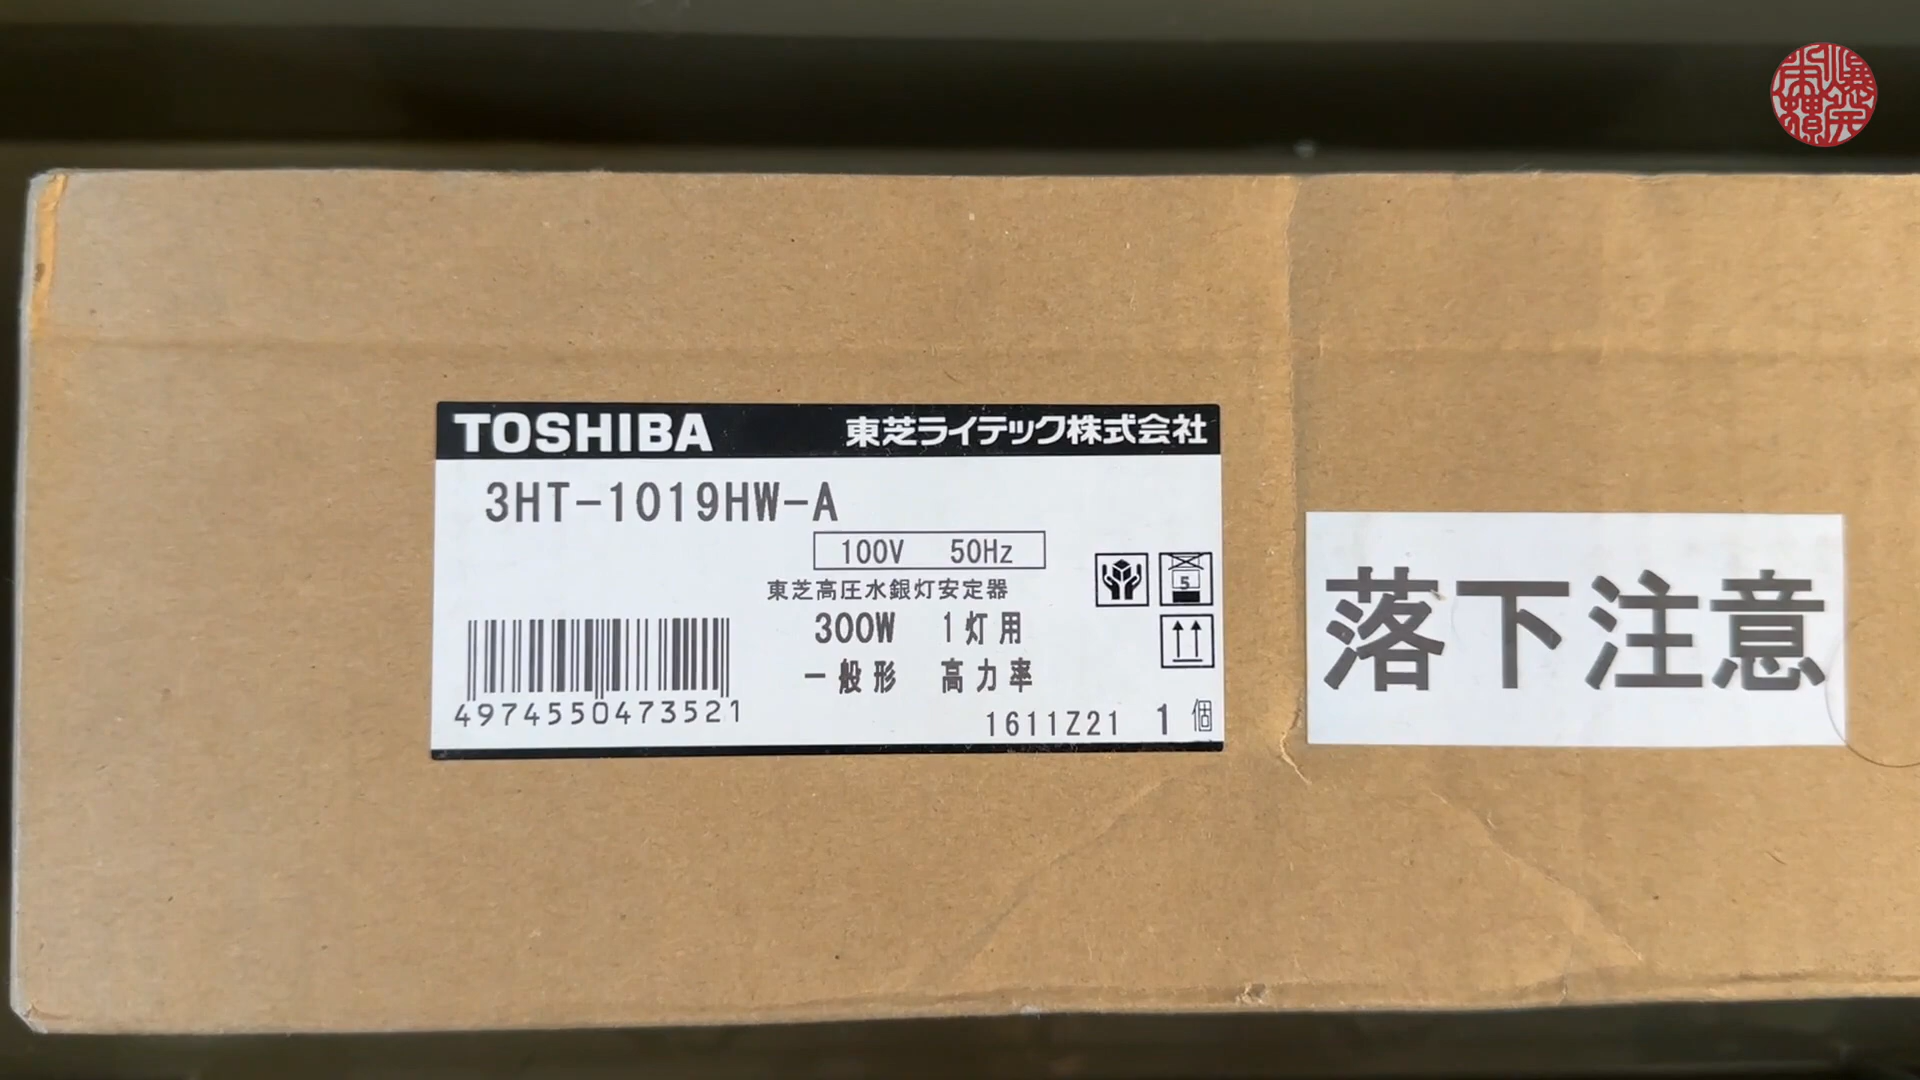 TOSHIBA 東芝ライテック株式会社
3HT-1019HW-A
100V 50Hz
東芝高圧水銀灯安定器
300W 1灯用
一般形 高力率
4974550473521
1611Z21 1個
5
落下注意